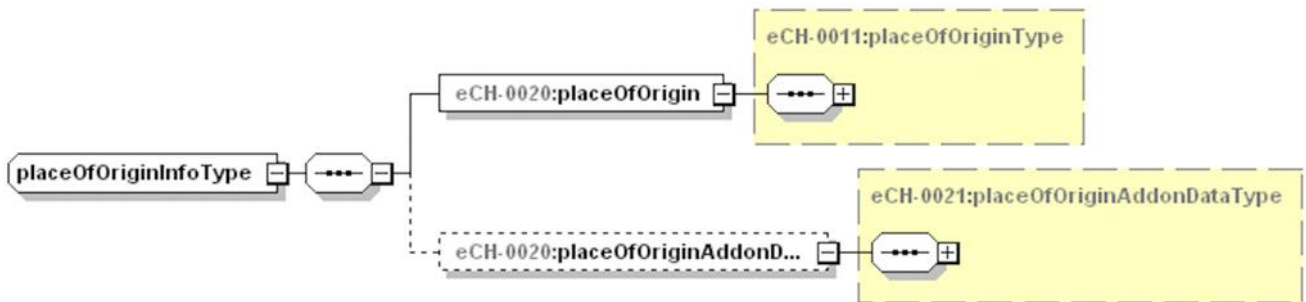 eCH-0011:placeOfOriginType
eCH-0020:placeOfOrigin
placeOfOriginInfoType
eCH-0021:placeOfOriginAddonDataType
eCH-0020:placeOfOriginAddonD...